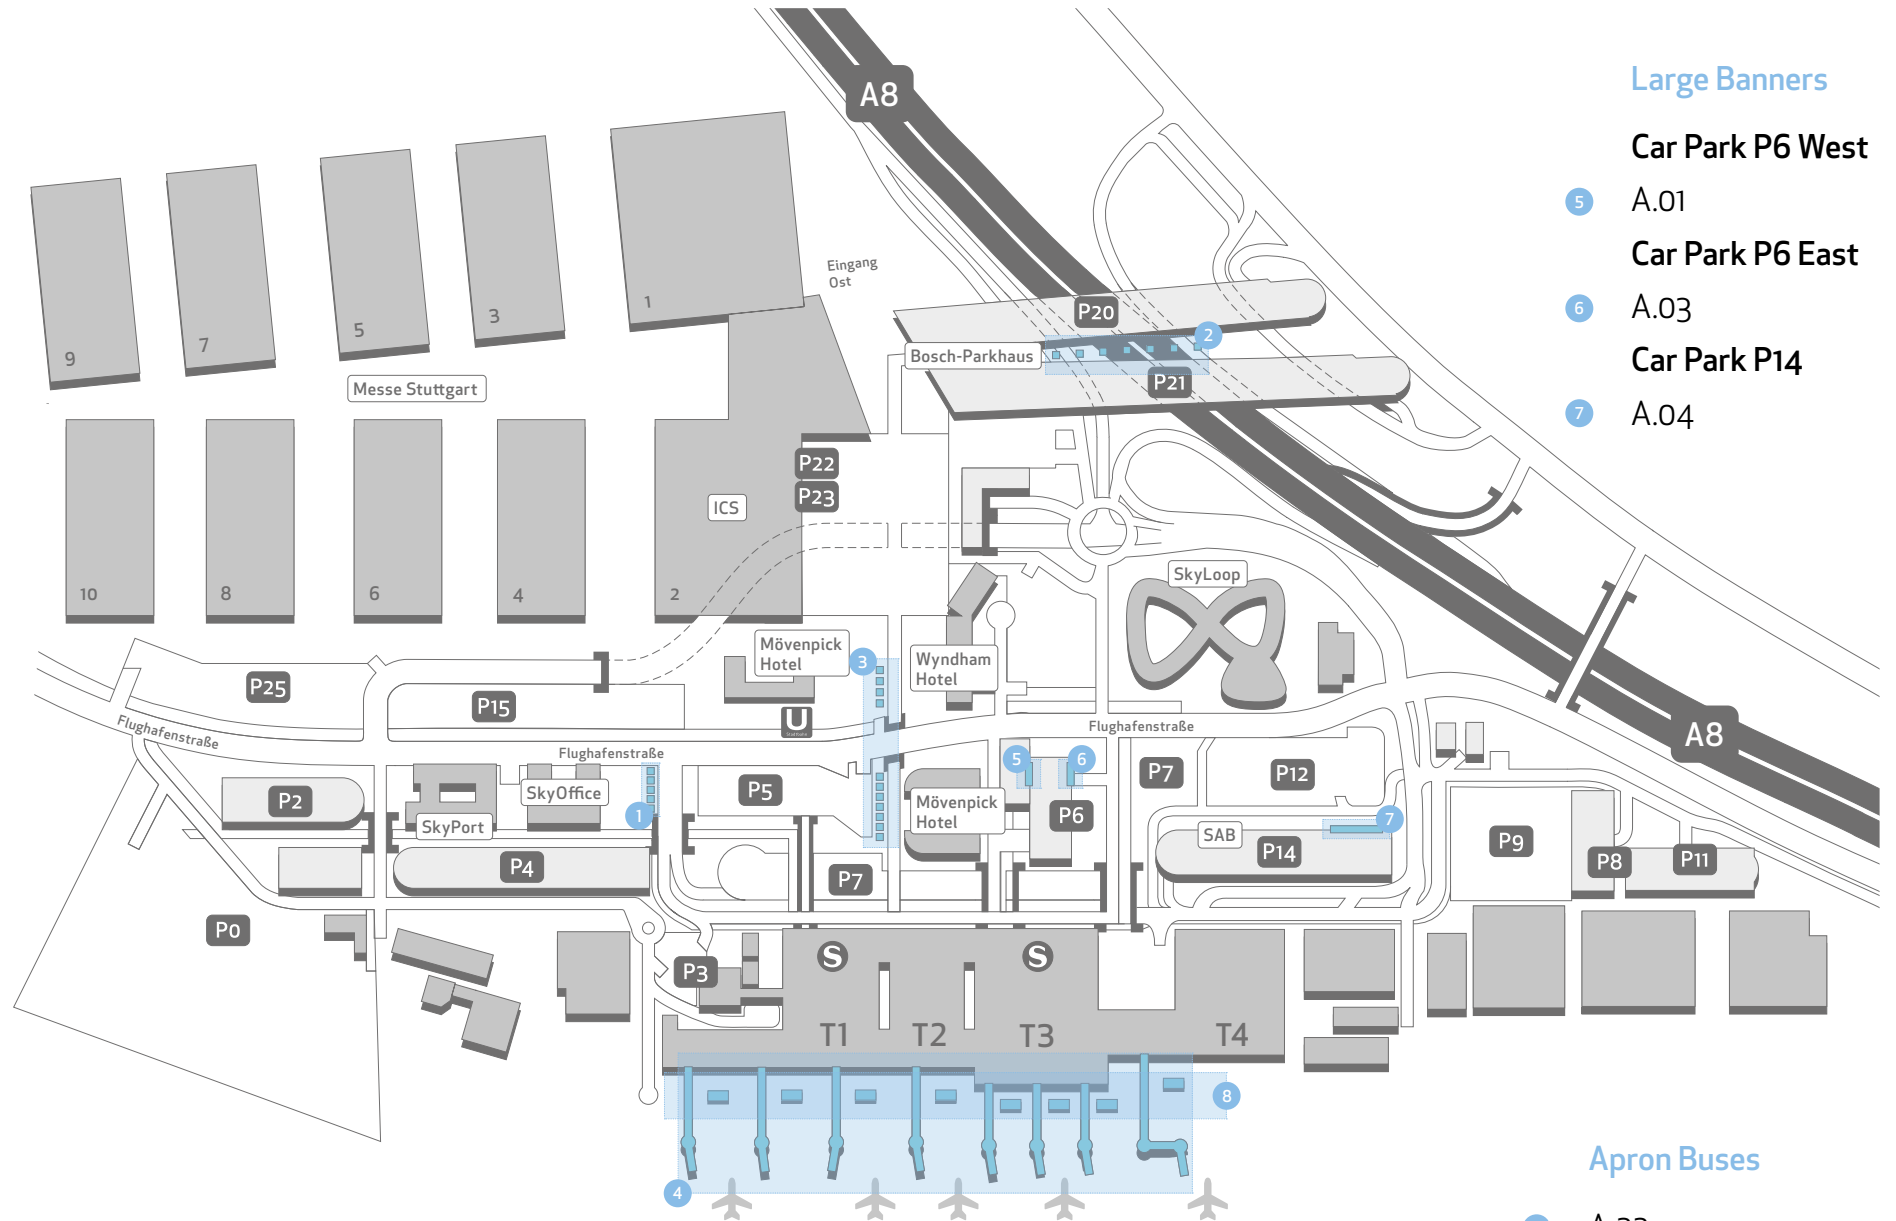 A8
Large Banners
Car Park P6 West
5 A.01
Car Park P6 East
6 A.03
Car Park P14
7 A.04
Eingang
Ost
1
3
5
7
9
P20
2
Bosch-Parkhaus
P21
Messe Stuttgart
P22
P23
ICS
10
8
6
4
2
SkyLoop
Mövenpick
Hotel
3
Wyndham
Hotel
P25
P15
U
Flughafenstraße
Flughafenstraße
Flughafenstraße
A8
5
6
P7
P12
P2
SkyOffice
P5
Mövenpick
Hotel
P6
1
SkyPort
7
SAB
P14
P9
P8
P11
P4
P7
P0
P3
S
S
T1
T2
T3
T4
8
4
Apron Buses